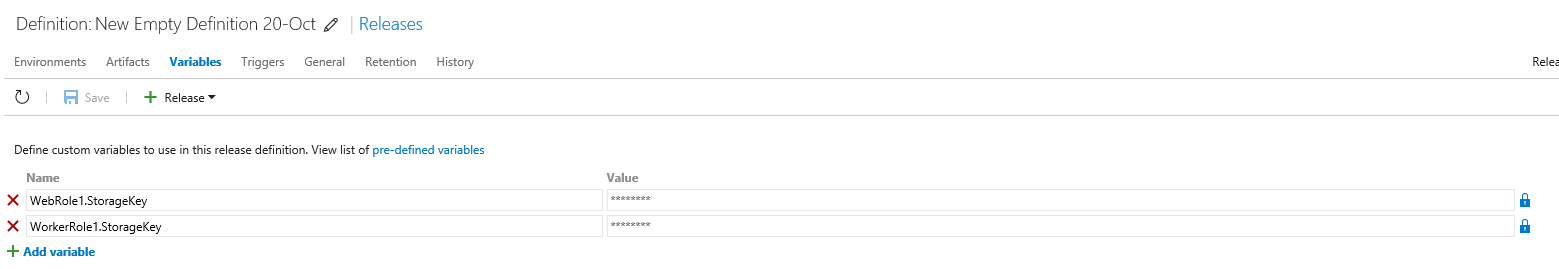 Definition: New Empty Definition 20-Oct | Releases
Environments Artifacts Variables Triggers General Retention History Relea
Save Release
Define custom variables to use in this release definition. View list of pre-defined variables
Name Value
WebRole1.StorageKey ********
WorkerRole1.StorageKey ********
Add variable